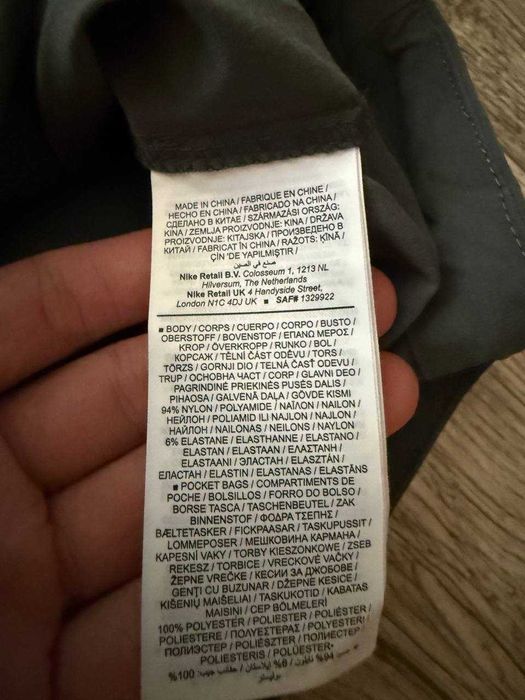 MADE IN CHINA / FABRIQUE EN CHINE /
HECHO EN CHINA / FABRICADO NA CHINA /
СДЕЛАНО В КИТАЕ / SZÁRMAZÁSI ORSZÁG:
KÍNA / ZEMLJA PROIZVODNJE: KINA / DRŽAVA
PROIZVODNJE: KITAJSKA / ПРОИЗВЕДЕНО В
КИТАЙ / FABRICAT ÎN CHINA / RAŽOTS: ĶĪNĀ /
ÇİN 'DE YAPILMIŞTIR /
صنع في الصين
Nike Retail B.V. Colosseum 1, 1213 NL
Hilversum, The Netherlands
Nike Retail UK 4 Handyside Street,
London N1C 4DJ UK ■ SAF# 1329922
■ BODY / CORPS / CUERPO / CORPO / BUSTO /
OBERSTOFF / BOVENSTOF / ΕΠΑΝΩ ΜΕΡΟΣ /
KROP / ÖVERKROPP / RUNKO / BOL /
КОРСАЖ / TĚLNÍ ČÁST ODĚVU / TORS /
TÖRZS / GORNJI DIO / TELNÁ ČASŤ ODEVU /
TRUP / ОСНОВНА ЧАСТ / CORP / GLAVNI DEO /
PAGRINDINĖ PRIEKINĖS PUSĖS DALIS /
PIHAOSA / GALVENĀ DAĻA / GÖVDE KISMI
94% NYLON / POLYAMIDE / ΝΑΪΛΟΝ / NAILON /
НЕЙЛОН / POLIAMID ILI NAJLON / NAJLON /
НАЙЛОН / NAILONAS / NEILONS / NAYLON
6% ELASTANE / ELASTHANNE / ELASTANO /
ELASTAN / ELASTAAN / ΕΛΑΣΤΑΝΗ /
ELASTAANI / ЭЛАСТАН / ELASZTÁN /
ЕЛАСТАН / ELASTIN / ELASTANAS / ELASTĀNS
■ POCKET BAGS / COMPARTIMENTS DE
POCHE / BOLSILLOS / FORRO DO BOLSO /
BORSE TASCA / TASCHENBEUTEL / ZAK
BINNENSTOF / ΦΟΔΡΑ ΤΣΕΠΗΣ /
BÆLTETASKER / FICKPAASAR / TASKUPUSSIT /
LOMMEPOSER / МЕШКОВИНА КАРМАНА /
KAPESNÍ VAKY / TORBY KIESZONKOWE / ZSEB
REKESZ / TORBICE / VRECKOVÉ VAČKY /
ŽEPNE VREČKE / КЕСИИ ЗА ДЖОБОВЕ /
GENŢI CU BUZUNAR / DŽEPNE KESICE /
KIŠENIŲ MAIŠELIAI / TASKUKOTID / KABATAS
MAISIŅI / CEP BÖLMELERİ
100% POLYESTER / POLIESTER / POLIÉSTER /
POLIESTERE / ΠΟΛΥΕΣΤΕΡΑΣ / POLYESTERI /
ПОЛИЭСТЕР / POLIÉSZTER / ПОЛИЕСТЕР /
POLIESTERIS / POLÜESTER